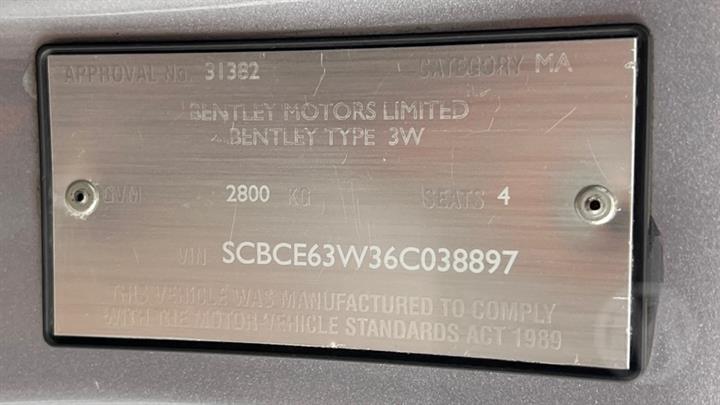 APPROVAL No. 31382 CATEGORY MA
BENTLEY MOTORS LIMITED
BENTLEY TYPE 3W
GVM 2800 KG SEATS 4
VIN SCBCE63W36C038897
THIS VEHICLE WAS MANUFACTURED TO COMPLY
WITH THE MOTOR VEHICLE STANDARDS ACT 1989